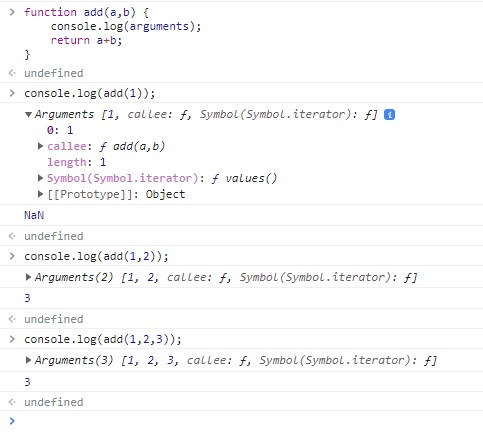 > function add(a,b) {
console.log(arguments);
return a+b;
}
<· undefined
> console.log(add(1));
▼Arguments [1, callee: ƒ, Symbol(Symbol.iterator): ƒ] i
0: 1
▶callee: ƒ add(a,b)
length: 1
▶Symbol(Symbol.iterator): ƒ values()
▶[[Prototype]]: Object
NaN
<· undefined
> console.log(add(1,2));
▶Arguments(2) [1, 2, callee: ƒ, Symbol(Symbol.iterator): ƒ]
3
<· undefined
> console.log(add(1,2,3));
▶Arguments(3) [1, 2, 3, callee: ƒ, Symbol(Symbol.iterator): ƒ]
3
<· undefined
>